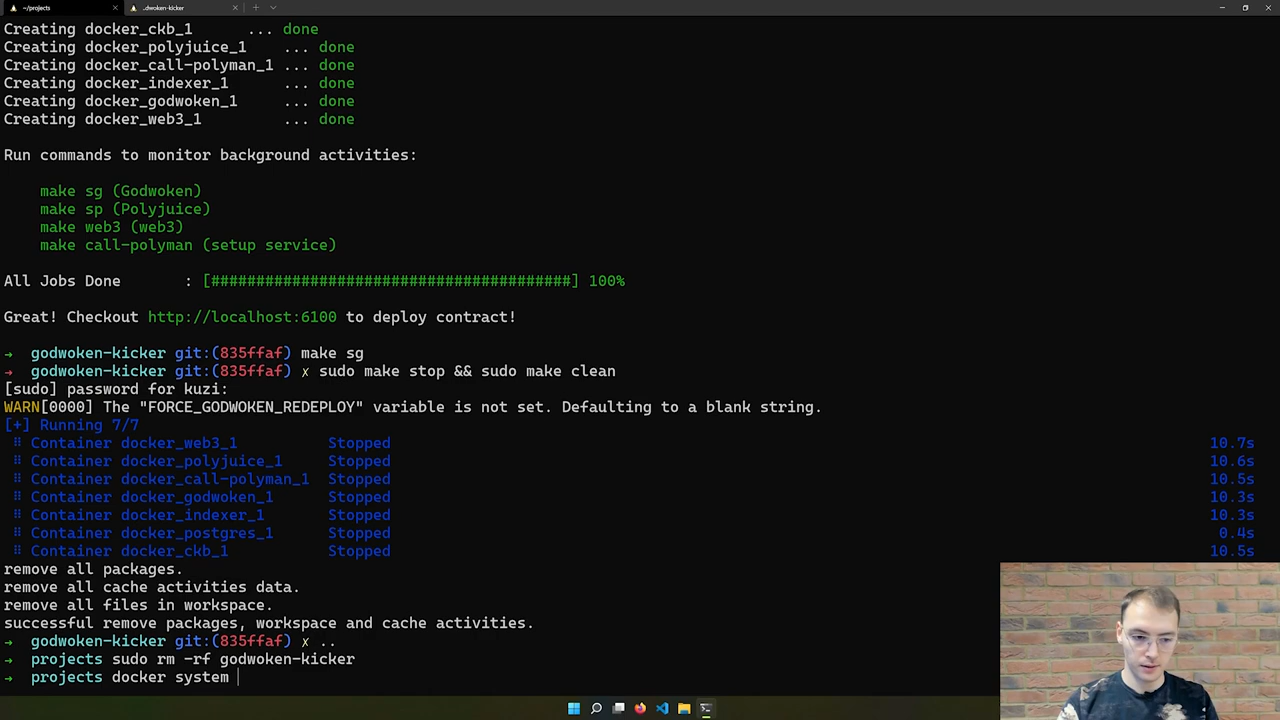 ~/projects
..dwoken-kicker
Creating docker_ckb_1 ... done
Creating docker_polyjuice_1 ... done
Creating docker_call-polyman_1 ... done
Creating docker_indexer_1 ... done
Creating docker_godwoken_1 ... done
Creating docker_web3_1 ... done
Run commands to monitor background activities:
make sg (Godwoken)
make sp (Polyjuice)
make web3 (web3)
make call-polyman (setup service)
All Jobs Done : [########################################] 100%
Great! Checkout http://localhost:6100 to deploy contract!
→ godwoken-kicker git:(835ffaf) make sg
→ godwoken-kicker git:(835ffaf) ✗ sudo make stop && sudo make clean
[sudo] password for kuzi:
WARN[0000] The "FORCE_GODWOKEN_REDEPLOY" variable is not set. Defaulting to a blank string.
[+] Running 7/7
⠿ Container docker_web3_1 Stopped 10.7s
⠿ Container docker_polyjuice_1 Stopped 10.6s
⠿ Container docker_call-polyman_1 Stopped 10.5s
⠿ Container docker_godwoken_1 Stopped 10.3s
⠿ Container docker_indexer_1 Stopped 10.3s
⠿ Container docker_postgres_1 Stopped 0.4s
⠿ Container docker_ckb_1 Stopped 10.5s
remove all packages.
remove all cache activities data.
remove all files in workspace.
successful remove packages, workspace and cache activities.
→ godwoken-kicker git:(835ffaf) ✗ ..
→ projects sudo rm -rf godwoken-kicker
→ projects docker system